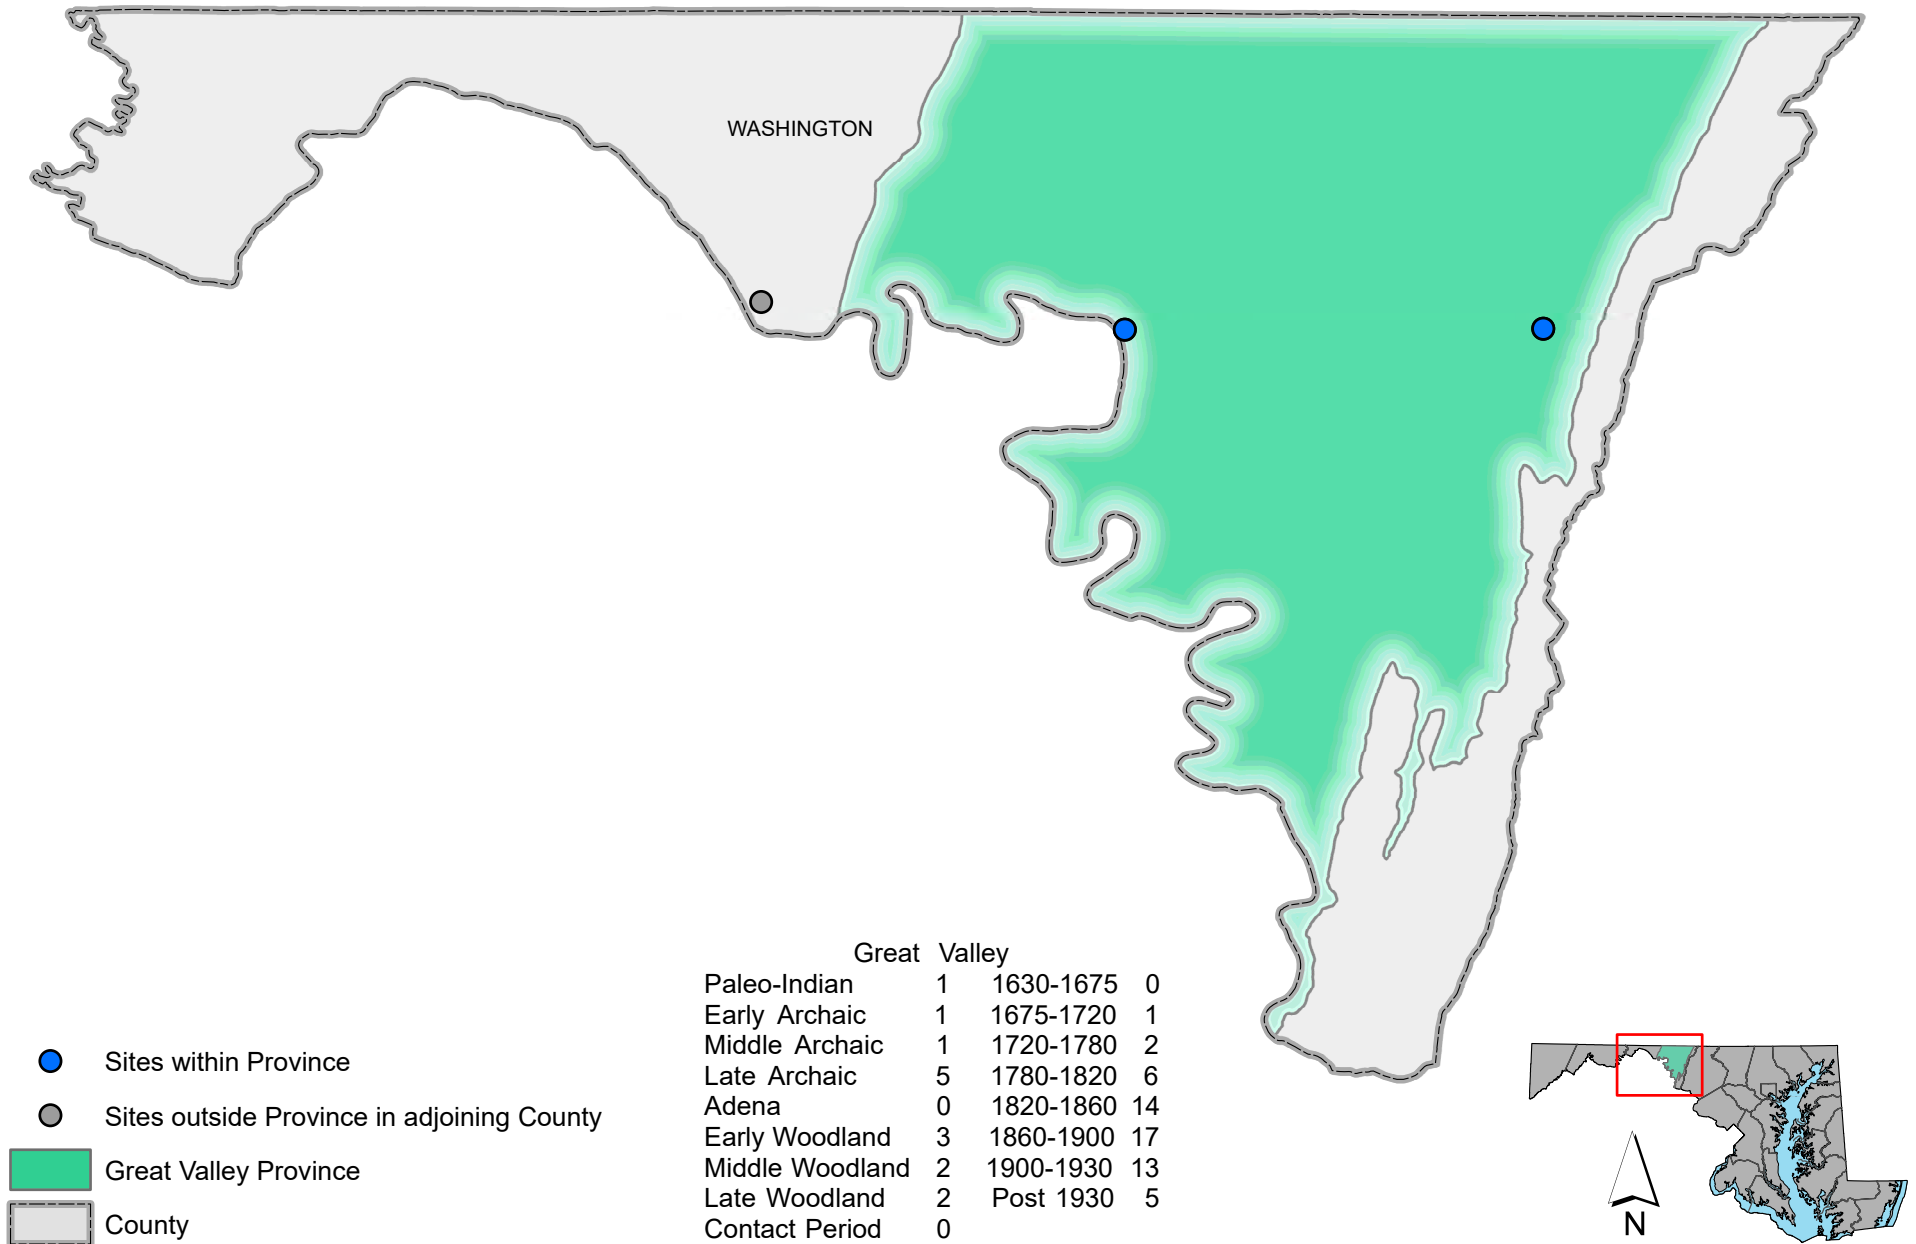 WASHINGTON
Great Valley
Paleo-Indian 1 1630-1675 0
Early Archaic 1 1675-1720 1
Middle Archaic 1 1720-1780 2
Late Archaic 5 1780-1820 6
Adena 0 1820-1860 14
Early Woodland 3 1860-1900 17
Middle Woodland 2 1900-1930 13
Late Woodland 2 Post 1930 5
Contact Period 0
Sites within Province
Sites outside Province in adjoining County
Great Valley Province
County
N